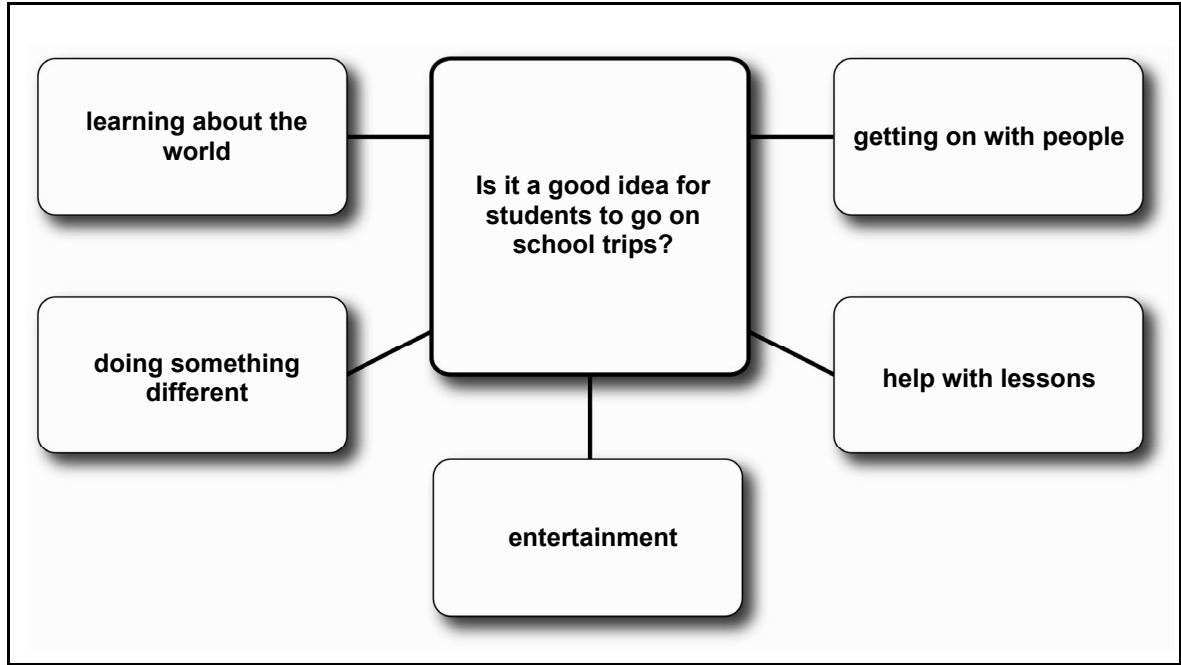 learning about the
world
Is it a good idea for
students to go on
school trips?
getting on with people
doing something
different
help with lessons
entertainment